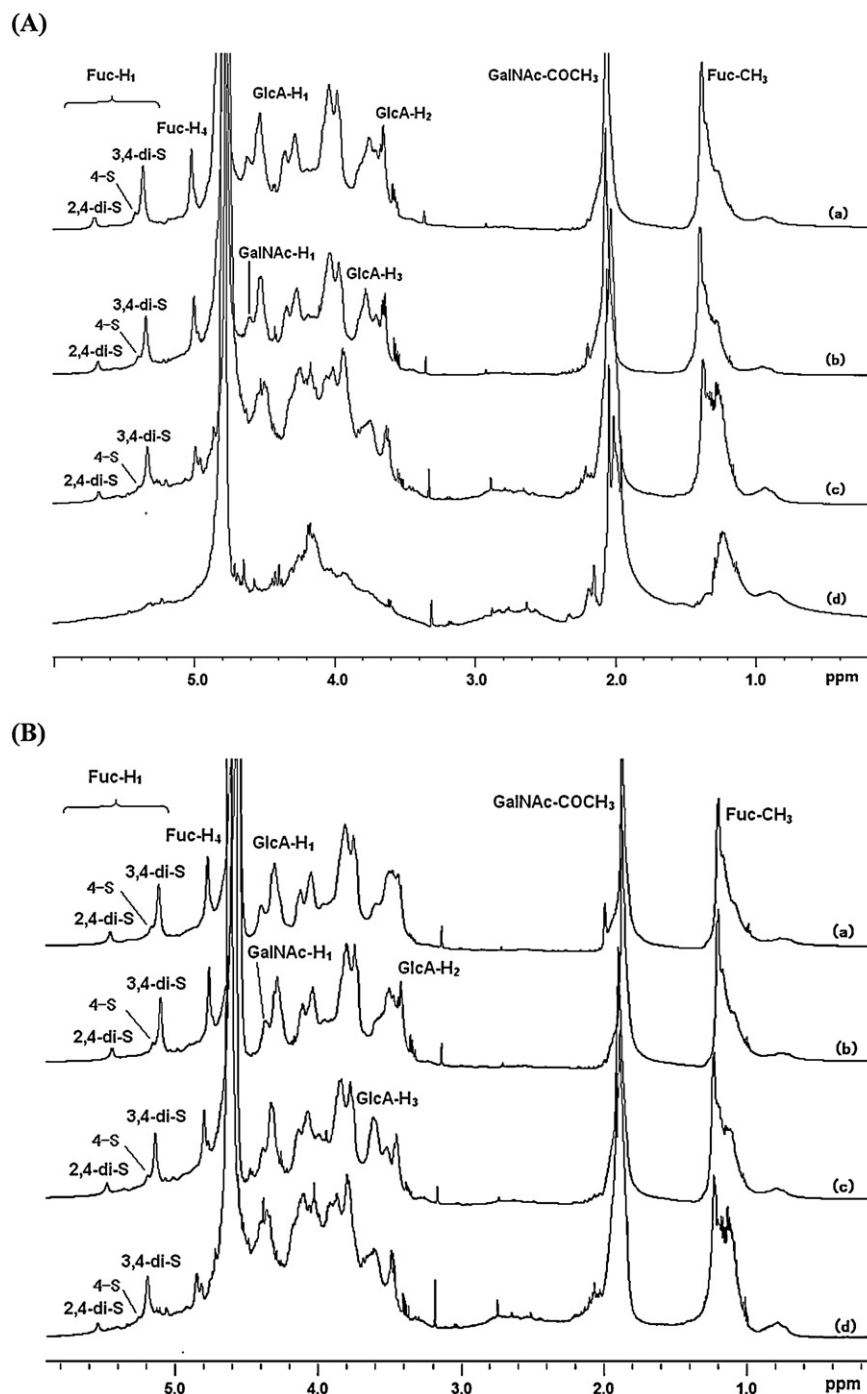 (A)
Fuc-H₁
GalNAc-COCH₃
Fuc-CH₃
GlcA-H₁
GlcA-H₂
Fuc-H₄
3,4-di-S
4-S
2,4-di-S
(a)
GalNAc-H₁
GlcA-H₃
3,4-di-S
4-S
2,4-di-S
(b)
3,4-di-S
4-S
2,4-di-S
(c)
(d)
5.0 4.0 3.0 2.0 1.0 ppm
(B)
Fuc-H₁
GalNAc-COCH₃
Fuc-CH₃
Fuc-H₄
GlcA-H₁
3,4-di-S
4-S
2,4-di-S
(a)
GalNAc-H₁
GlcA-H₂
3,4-di-S
4-S
2,4-di-S
(b)
GlcA-H₃
3,4-di-S
4-S
2,4-di-S
(c)
3,4-di-S
4-S
2,4-di-S
(d)
5.0 4.0 3.0 2.0 1.0 ppm